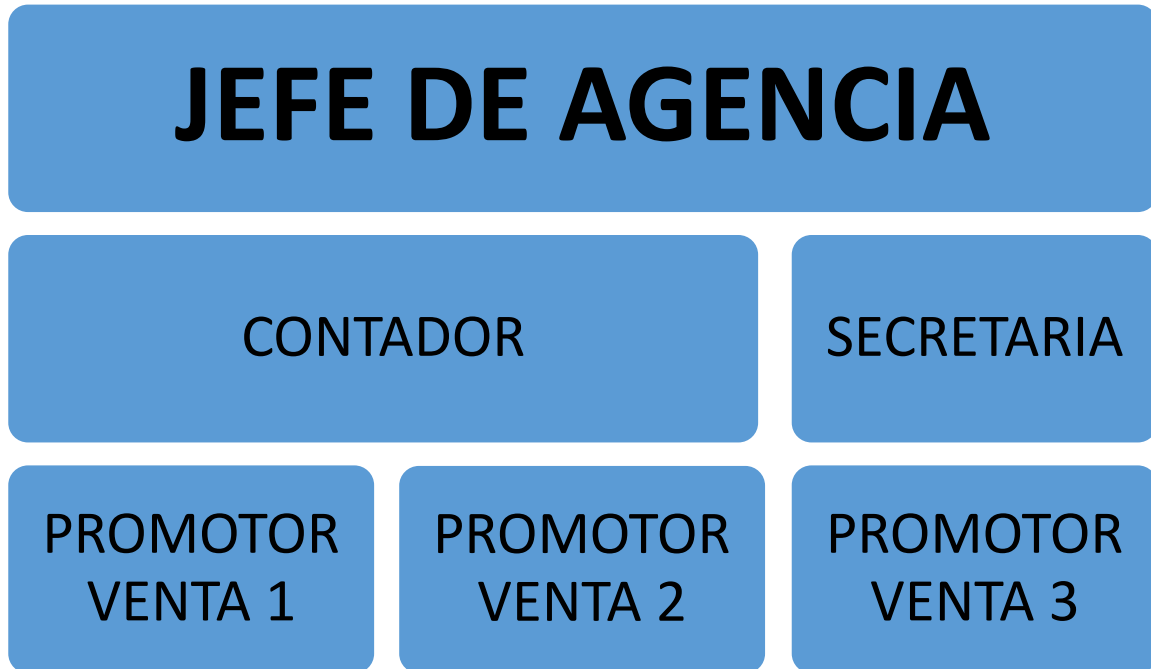 JEFE DE AGENCIA
CONTADOR
SECRETARIA
PROMOTOR
VENTA 1
PROMOTOR
VENTA 2
PROMOTOR
VENTA 3